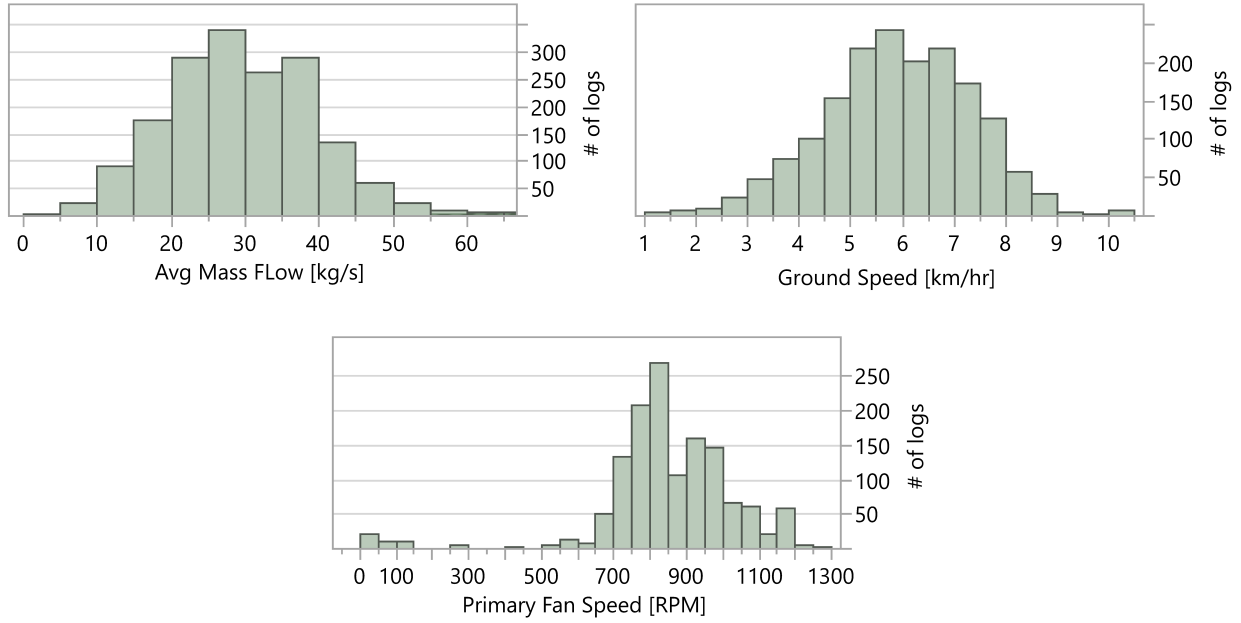 300
250
200
150
100
50
# of logs
0 10 20 30 40 50 60
Avg Mass FLow [kg/s]
200
150
100
50
# of logs
1 2 3 4 5 6 7 8 9 10
Ground Speed [km/hr]
250
200
150
100
50
# of logs
0 100 300 500 700 900 1100 1300
Primary Fan Speed [RPM]